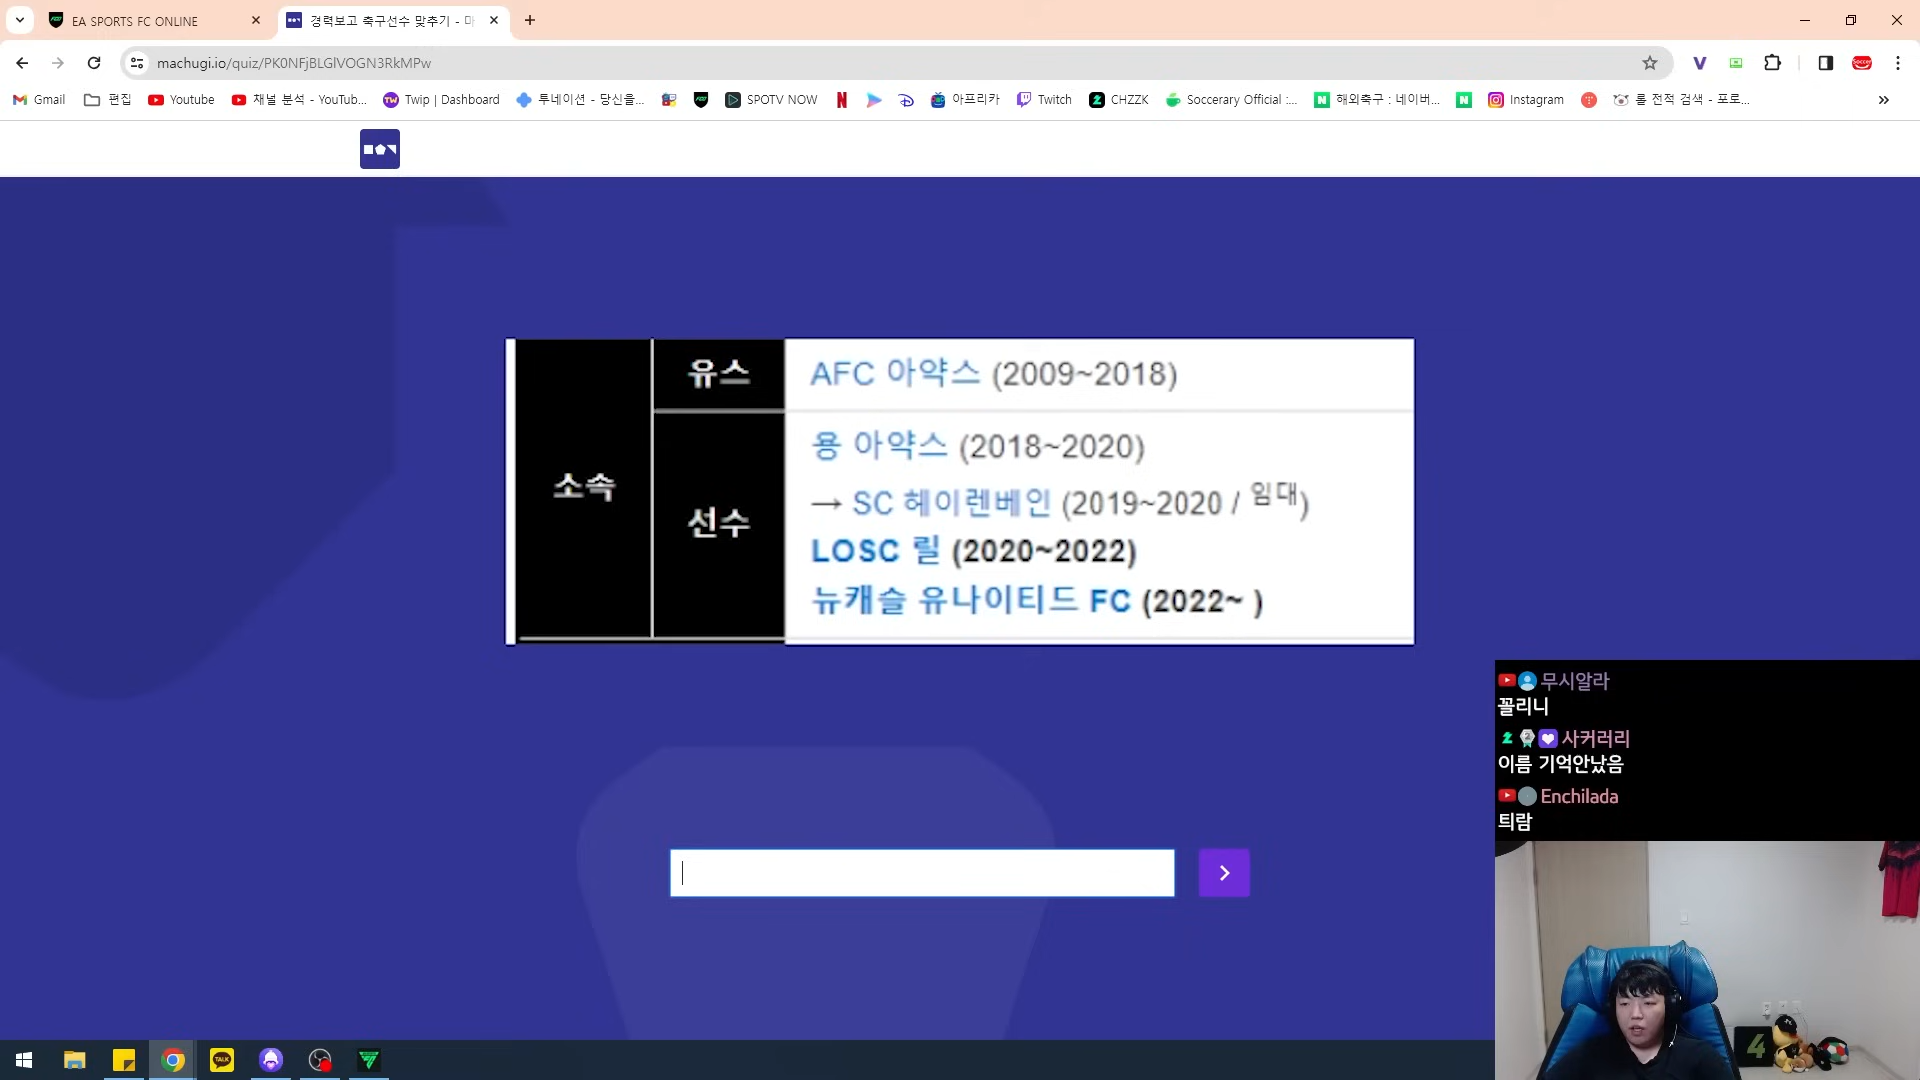 EA SPORTS FC ONLINE
경력보고 축구선수 맞추기 - 마
machugi.io/quiz/PK0NFjBLGlVOGN3RkMPw
Gmail
편집
Youtube
채널 분석 - YouTub...
Twip | Dashboard
투네이션 - 당신을...
SPOTV NOW
아프리카
Twitch
CHZZK
Soccerary Official :...
해외축구 : 네이버...
Instagram
롤 전적 검색 - 포로...
소속
유스
AFC 아약스 (2009~2018)
선수
용 아약스 (2018~2020)
→ SC 헤이렌베인 (2019~2020 / 임대)
LOSC 릴 (2020~2022)
뉴캐슬 유나이티드 FC (2022~ )
무시알라
꼴리니
사커러리
이름 기억안났음
Enchilada
틔람
TALK
4